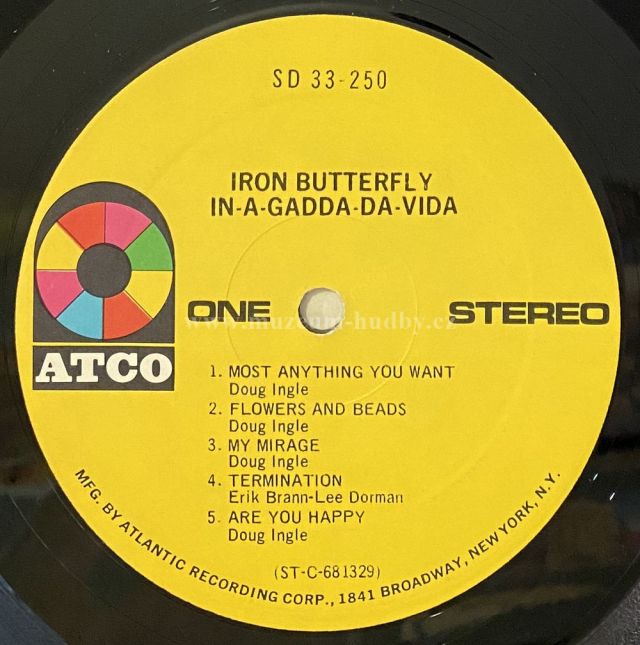 SD 33-250
IRON BUTTERFLY
IN-A-GADDA-DA-VIDA
ONE STEREO
www.muzeum-hudby.cz
ATCO
1. MOST ANYTHING YOU WANT
Doug Ingle
2. FLOWERS AND BEADS
Doug Ingle
3. MY MIRAGE
Doug Ingle
4. TERMINATION
Erik Brann-Lee Dorman
5. ARE YOU HAPPY
Doug Ingle
(ST-C-681329)
MFG. BY ATLANTIC RECORDING CORP., 1841 BROADWAY, NEW YORK, N.Y.